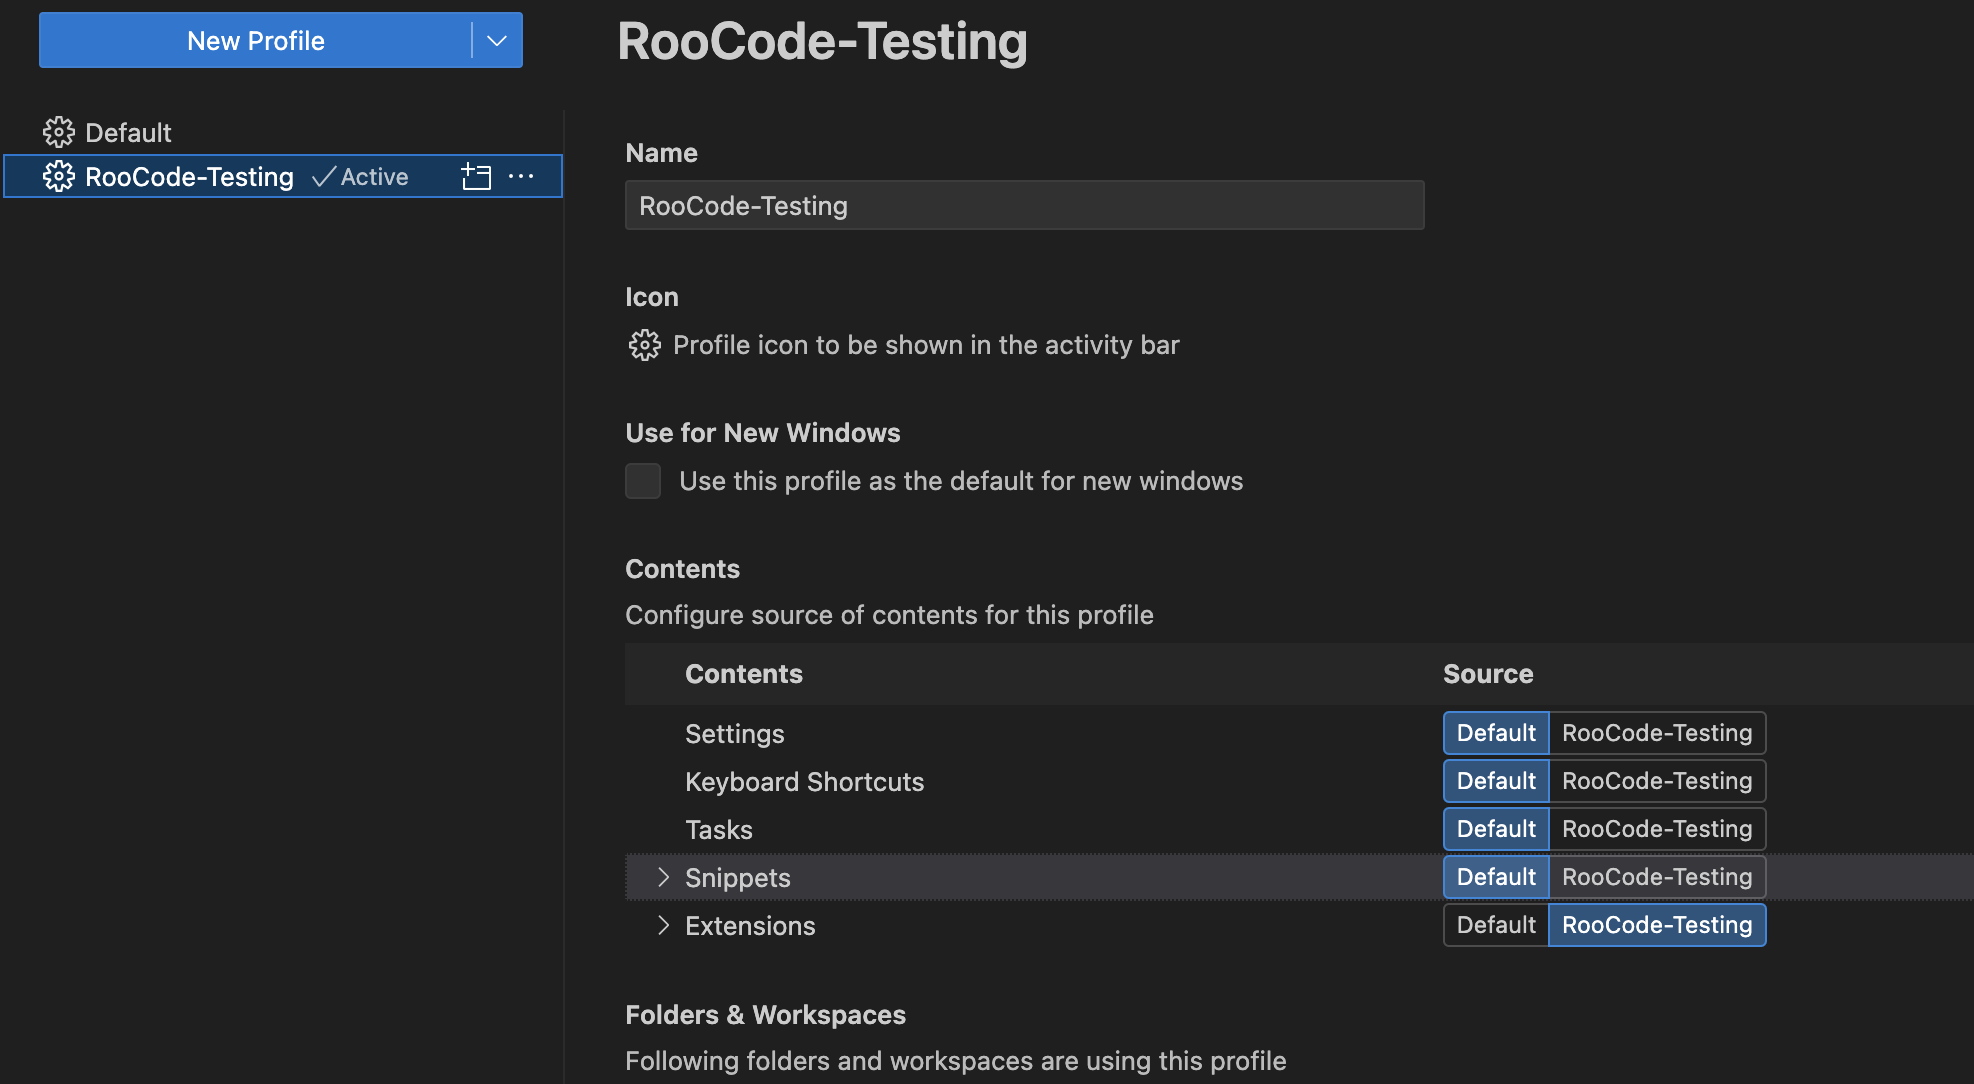 New Profile
Default
RooCode-Testing Active
RooCode-Testing
Name
RooCode-Testing
Icon
Profile icon to be shown in the activity bar
Use for New Windows
Use this profile as the default for new windows
Contents
Configure source of contents for this profile
Contents Source
Settings Default RooCode-Testing
Keyboard Shortcuts Default RooCode-Testing
Tasks Default RooCode-Testing
Snippets Default RooCode-Testing
Extensions Default RooCode-Testing
Folders & Workspaces
Following folders and workspaces are using this profile